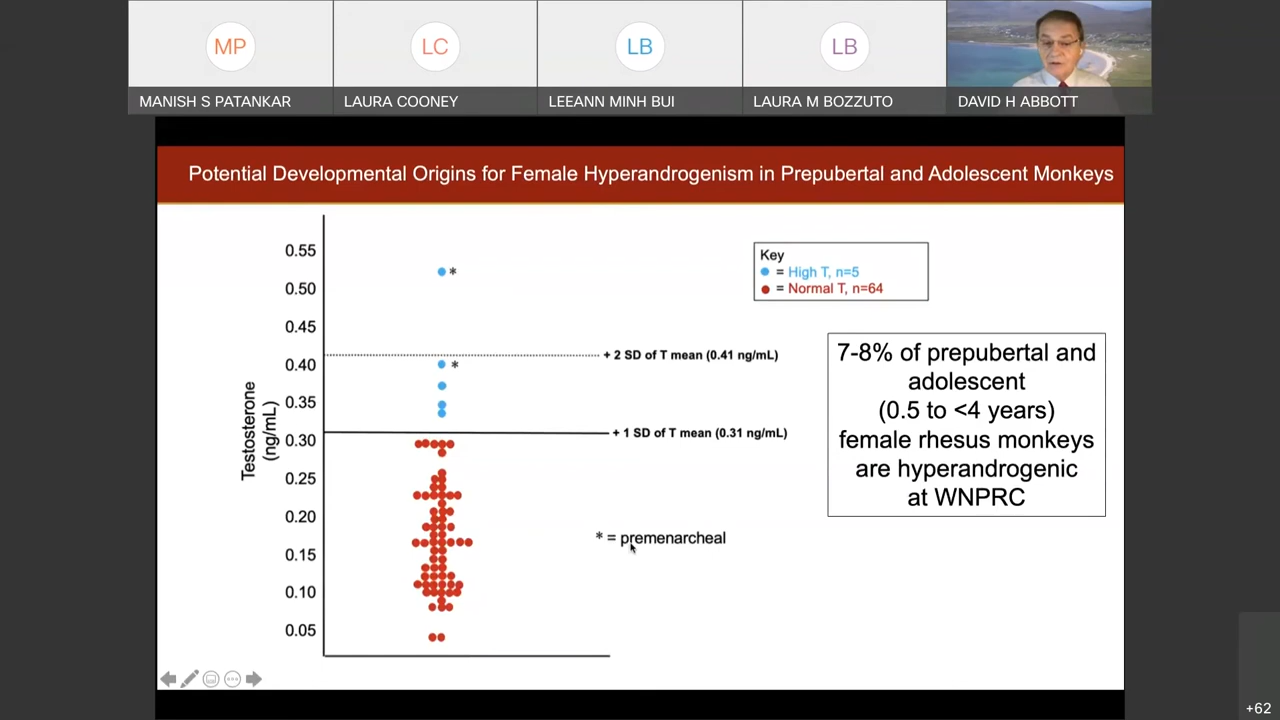 MP
LC
LB
LB
MANISH S PATANKAR
LAURA COONEY
LEEANN MINH BUI
LAURA M BOZZUTO
DAVID H ABBOTT
Potential Developmental Origins for Female Hyperandrogenism in Prepubertal and Adolescent Monkeys
0.55
0.50
0.45
0.40
0.35
0.30
0.25
0.20
0.15
0.10
0.05
Testosterone
(ng/mL)
*
*
+ 2 SD of T mean (0.41 ng/mL)
+ 1 SD of T mean (0.31 ng/mL)
* = premenarcheal
Key
= High T, n=5
= Normal T, n=64
7-8% of prepubertal and
adolescent
(0.5 to <4 years)
female rhesus monkeys
are hyperandrogenic
at WNPRC
+62